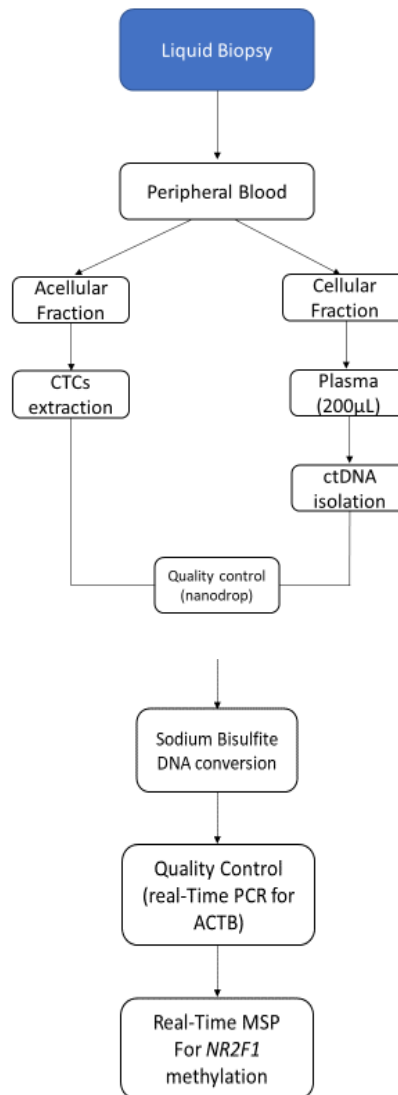 Liquid Biopsy
Peripheral Blood
Acellular
Fraction
Cellular
Fraction
CTCs
extraction
Plasma
(200µL)
ctDNA
isolation
Quality control
(nanodrop)
Sodium Bisulfite
DNA conversion
Quality Control
(real-Time PCR for
ACTB)
Real-Time MSP
For NR2F1
methylation